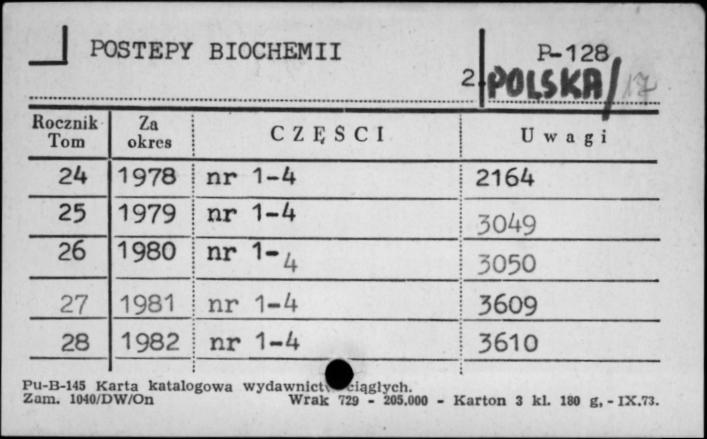 POSTEPY BIOCHEMII
P-128
2. POLSKA/17
Rocznik Tom Za okres CZĘŚCI Uwagi
24 1978 nr 1-4 2164
25 1979 nr 1-4 3049
26 1980 nr 1-4 3050
27 1981 nr 1-4 3609
28 1982 nr 1-4 3610
Pu-B-145 Karta katalogowa wydawnictw ciągłych.
Zam. 1040/DW/On Wrak 729 - 205.000 - Karton 3 kl. 180 g, - IX.73.